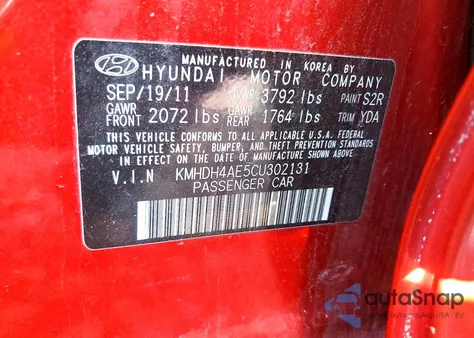 MANUFACTURED IN KOREA BY
HYUNDAI MOTOR COMPANY
SEP/19/11 GVWR 3792 lbs PAINT S2R
GAWR FRONT 2072 lbs GAWR REAR 1764 lbs TRIM YDA
THIS VEHICLE CONFORMS TO ALL APPLICABLE U.S.A. FEDERAL
MOTOR VEHICLE SAFETY, BUMPER, AND THEFT PREVENTION STANDARDS
IN EFFECT ON THE DATE OF MANUFACTURE SHOWN ABOVE.
V.I.N KMHDH4AE5CU302131
PASSENGER CAR
autoSnap